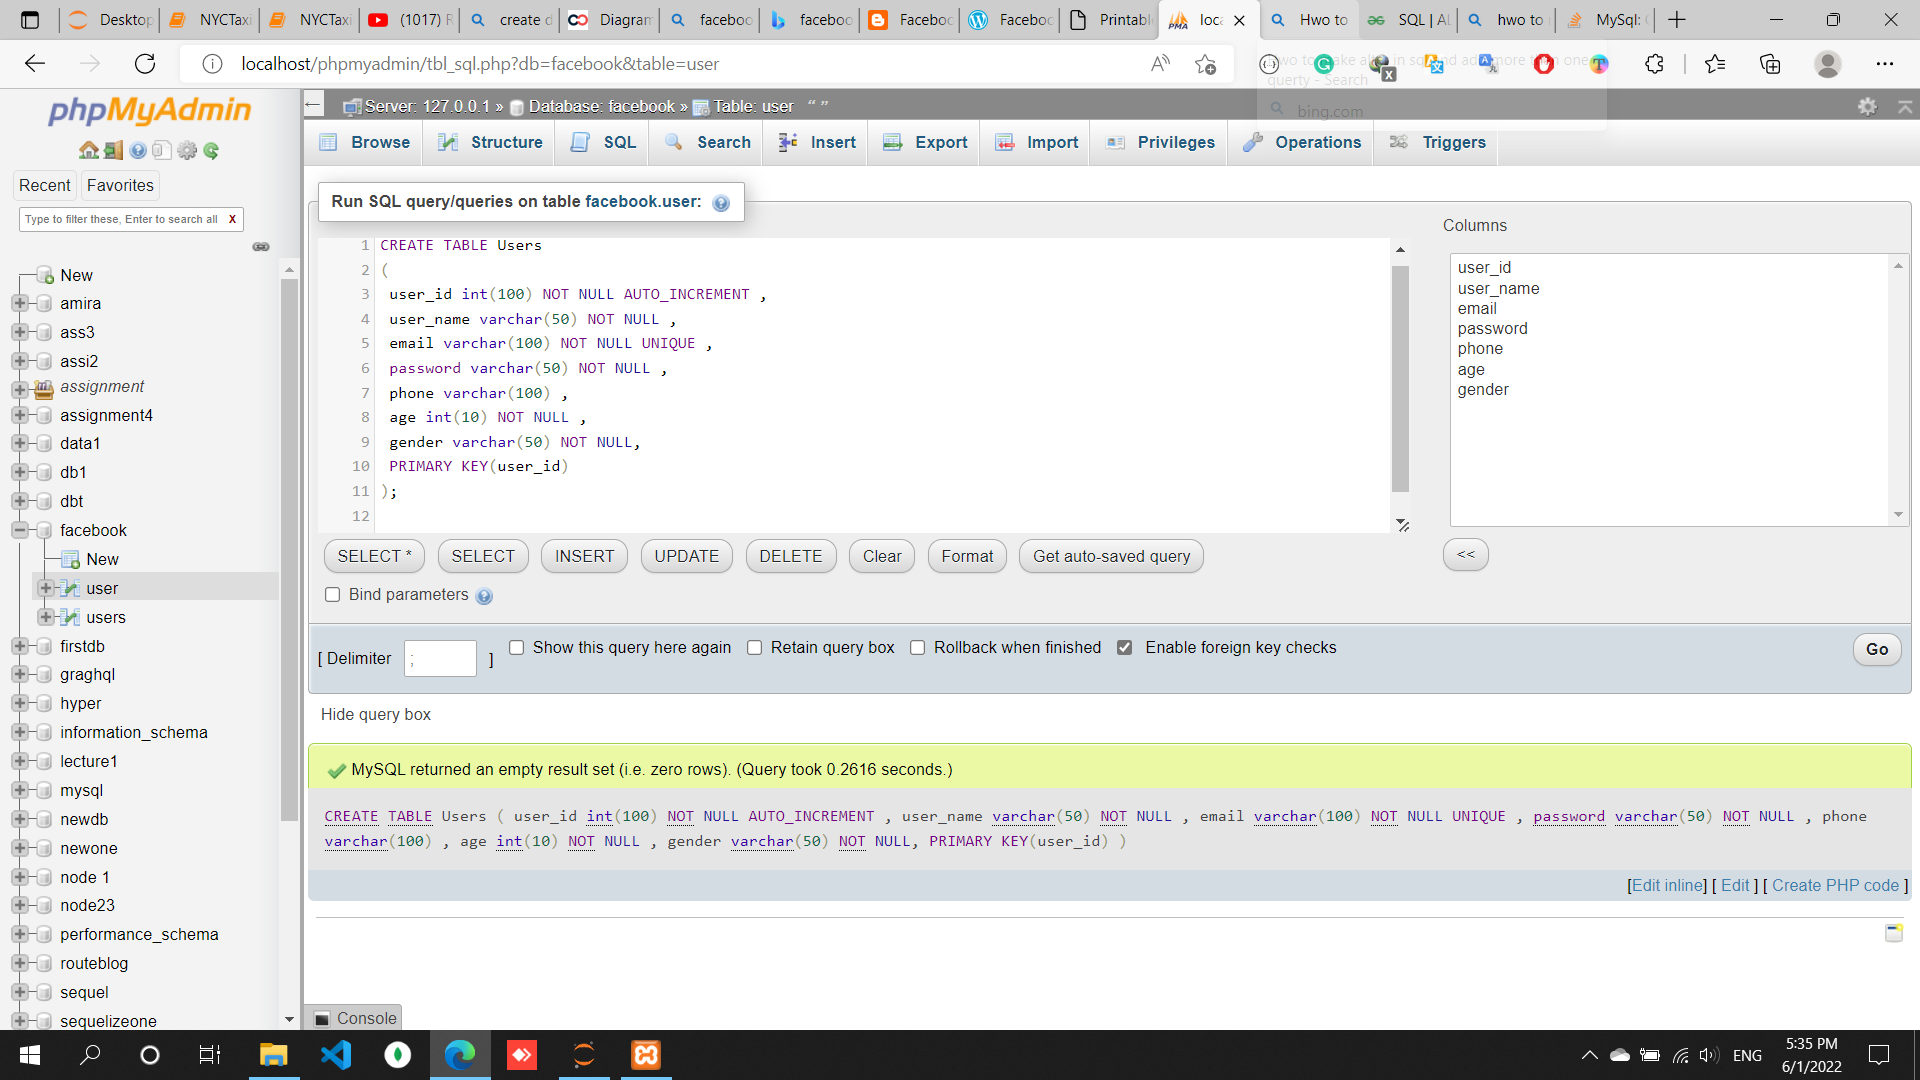 Desktop
NYCTaxi
NYCTaxi
(1017) R
create d
Diagram
faceboo
faceboo
Faceboo
Faceboo
Printable
loca
Hwo to
SQL | AL
hwo to
MySql:
localhost/phpmyadmin/tbl_sql.php?db=facebook&table=user
querty - Search
bing.com
phpMyAdmin
Recent
Favorites
Type to filter these, Enter to search all
X
New
amira
ass3
assi2
assignment
assignment4
data1
db1
dbt
facebook
New
user
users
firstdb
graghql
hyper
information_schema
lecture1
mysql
newdb
newone
node 1
node23
performance_schema
routeblog
sequel
sequelizeone
Server: 127.0.0.1 » Database: facebook » Table: user “ ”
Browse
Structure
SQL
Search
Insert
Export
Import
Privileges
Operations
Triggers
Run SQL query/queries on table facebook.user:
1 CREATE TABLE Users
2 (
3 user_id int(100) NOT NULL AUTO_INCREMENT ,
4 user_name varchar(50) NOT NULL ,
5 email varchar(100) NOT NULL UNIQUE ,
6 password varchar(50) NOT NULL ,
7 phone varchar(100) ,
8 age int(10) NOT NULL ,
9 gender varchar(50) NOT NULL,
10 PRIMARY KEY(user_id)
11 );
12
Columns
user_id
user_name
email
password
phone
age
gender
SELECT *
SELECT
INSERT
UPDATE
DELETE
Clear
Format
Get auto-saved query
<<
Bind parameters
[ Delimiter ; ]
Show this query here again
Retain query box
Rollback when finished
Enable foreign key checks
Go
Hide query box
MySQL returned an empty result set (i.e. zero rows). (Query took 0.2616 seconds.)
CREATE TABLE Users ( user_id int(100) NOT NULL AUTO_INCREMENT , user_name varchar(50) NOT NULL , email varchar(100) NOT NULL UNIQUE , password varchar(50) NOT NULL , phone
varchar(100) , age int(10) NOT NULL , gender varchar(50) NOT NULL, PRIMARY KEY(user_id) )
[Edit inline] [ Edit ] [ Create PHP code ]
Console
ENG
5:35 PM
6/1/2022